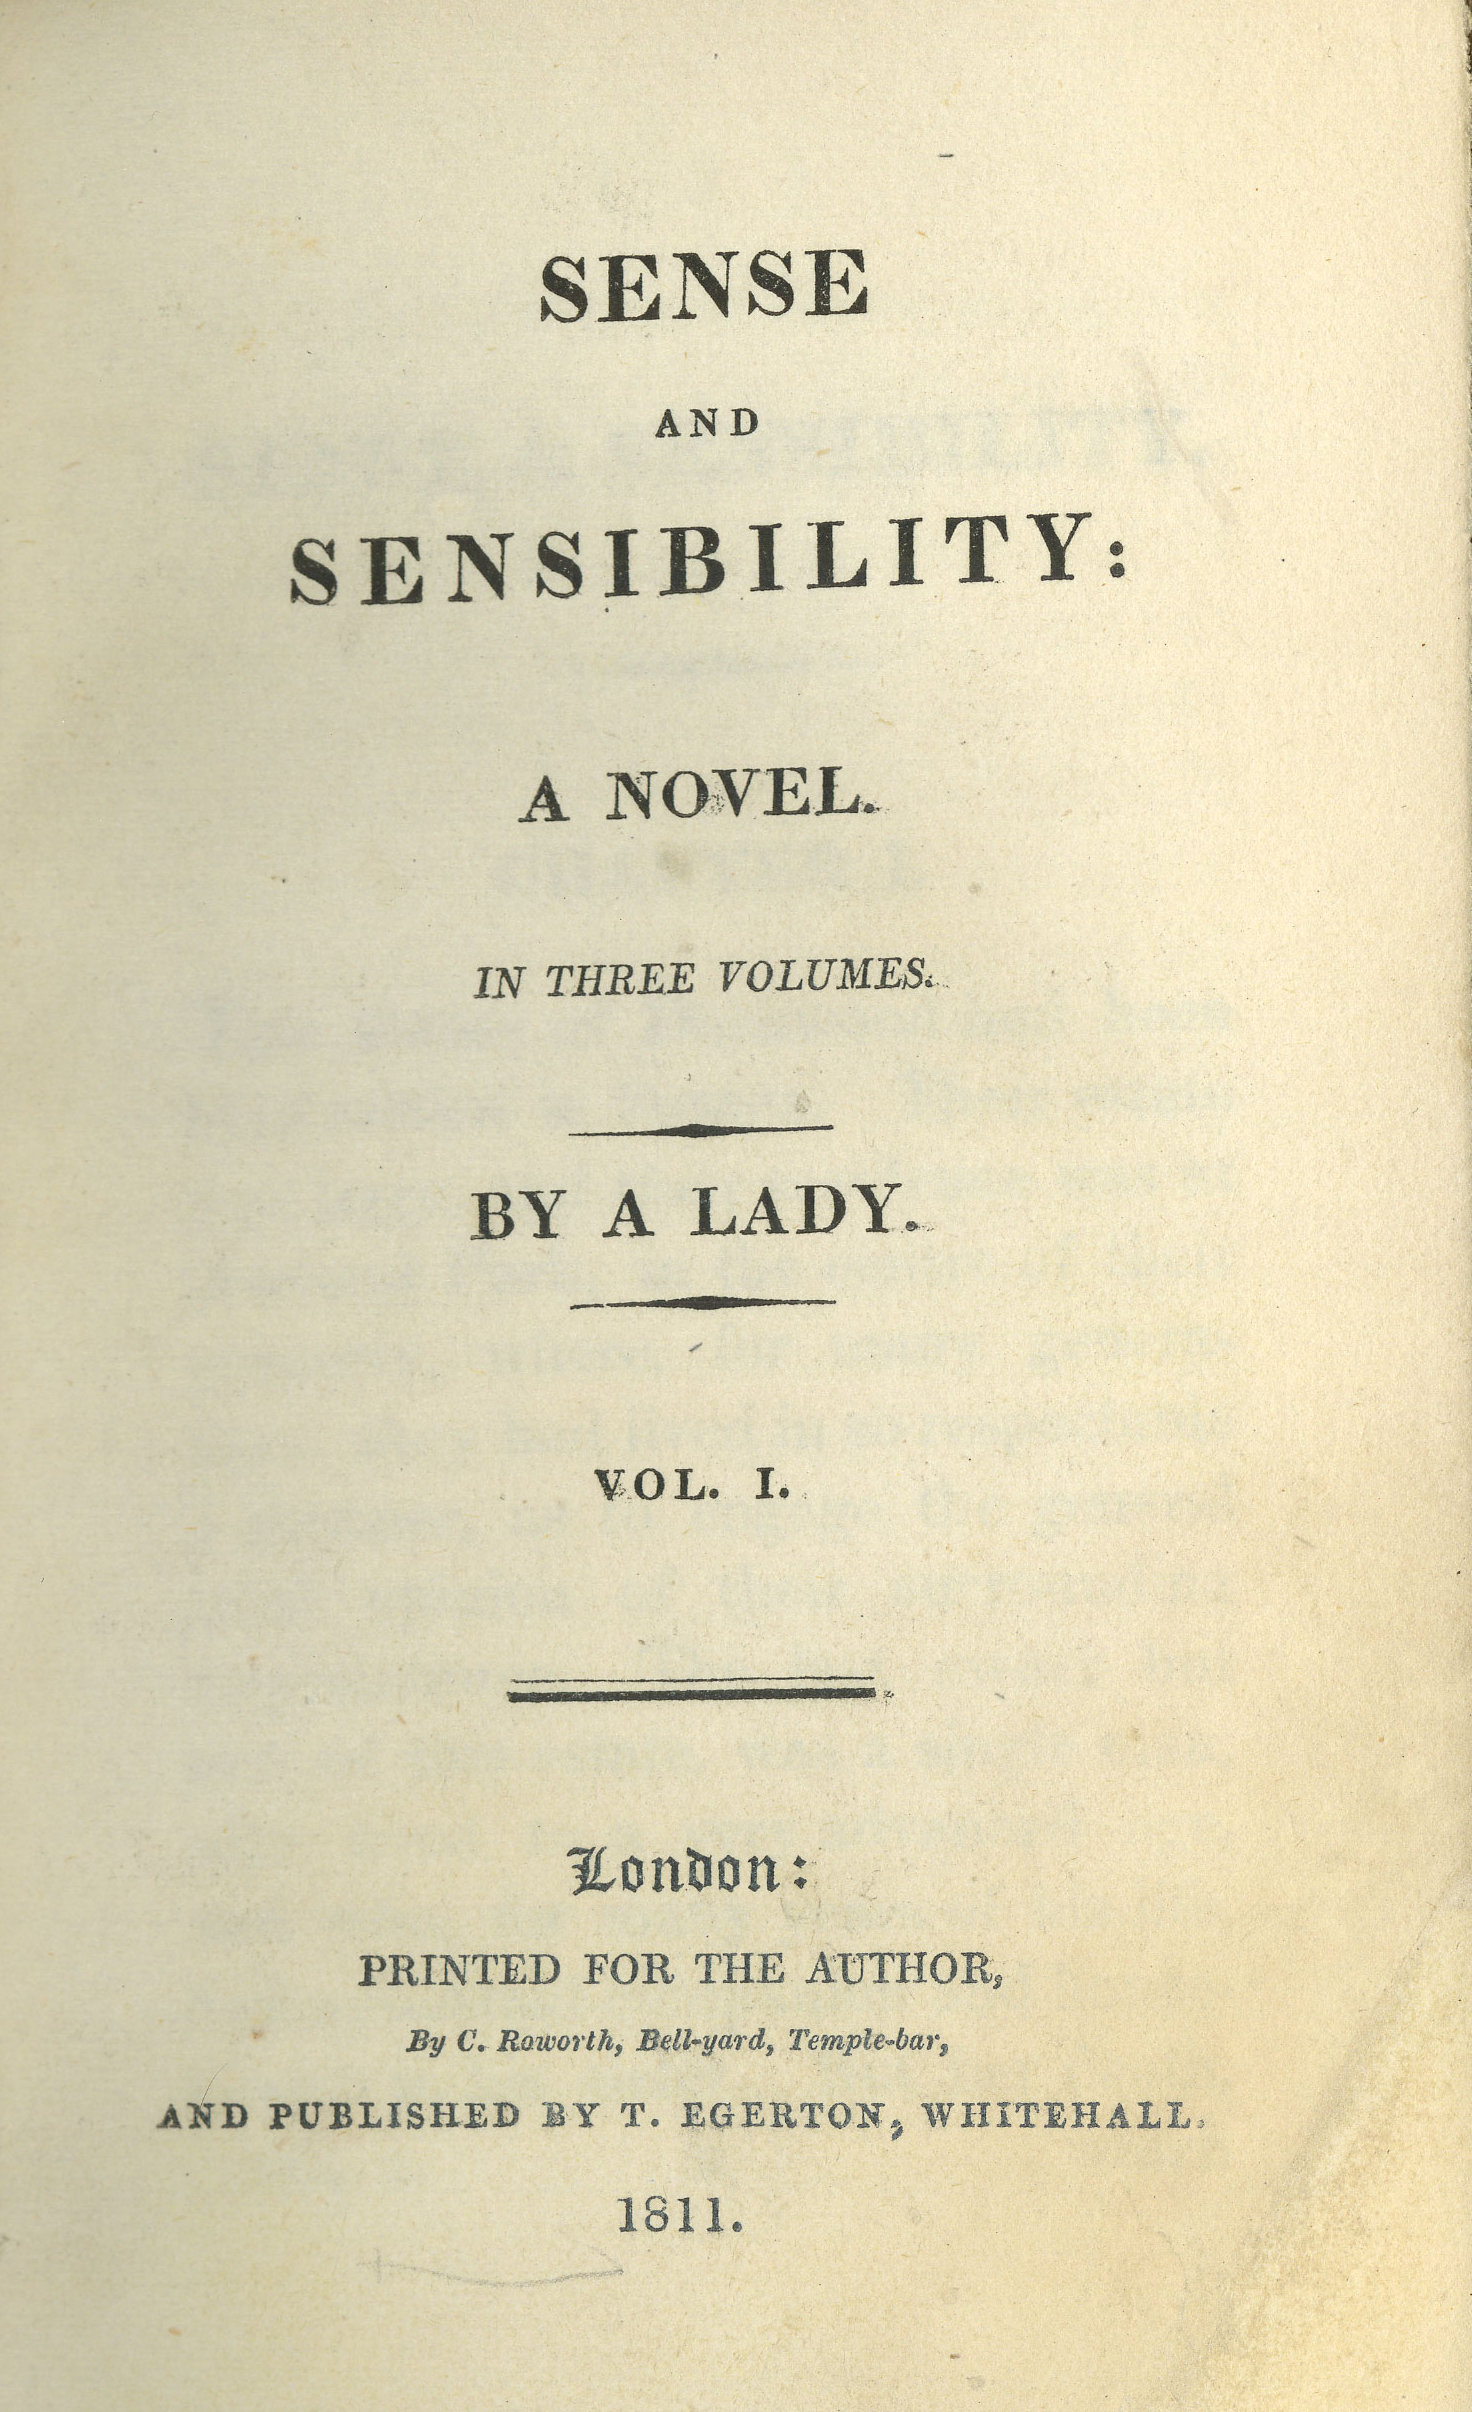 SENSE
AND
SENSIBILITY:
A NOVEL.
IN THREE VOLUMES.
BY A LADY.
VOL. I.
London:
PRINTED FOR THE AUTHOR,
By C. Roworth, Bell-yard, Temple-bar,
AND PUBLISHED BY T. EGERTON, WHITEHALL.
1811.